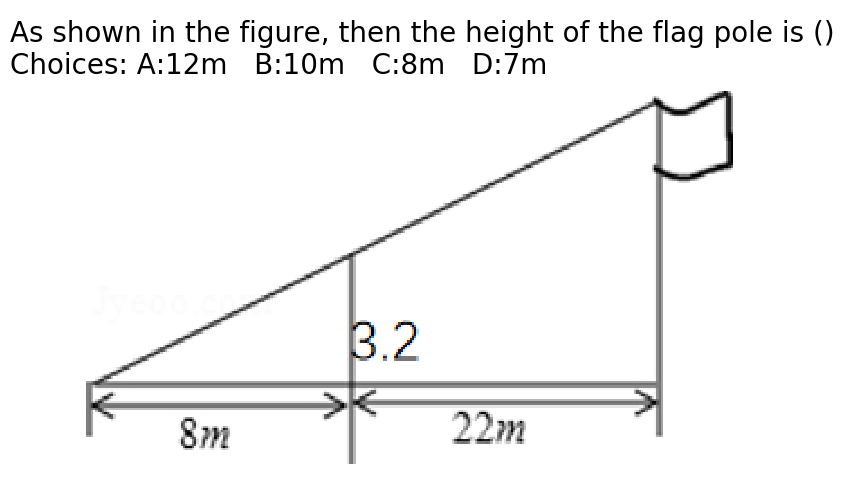 As shown in the figure, then the height of the flag pole is ()
Choices: A:12m   B:10m   C:8m   D:7m
3.2
8m
22m